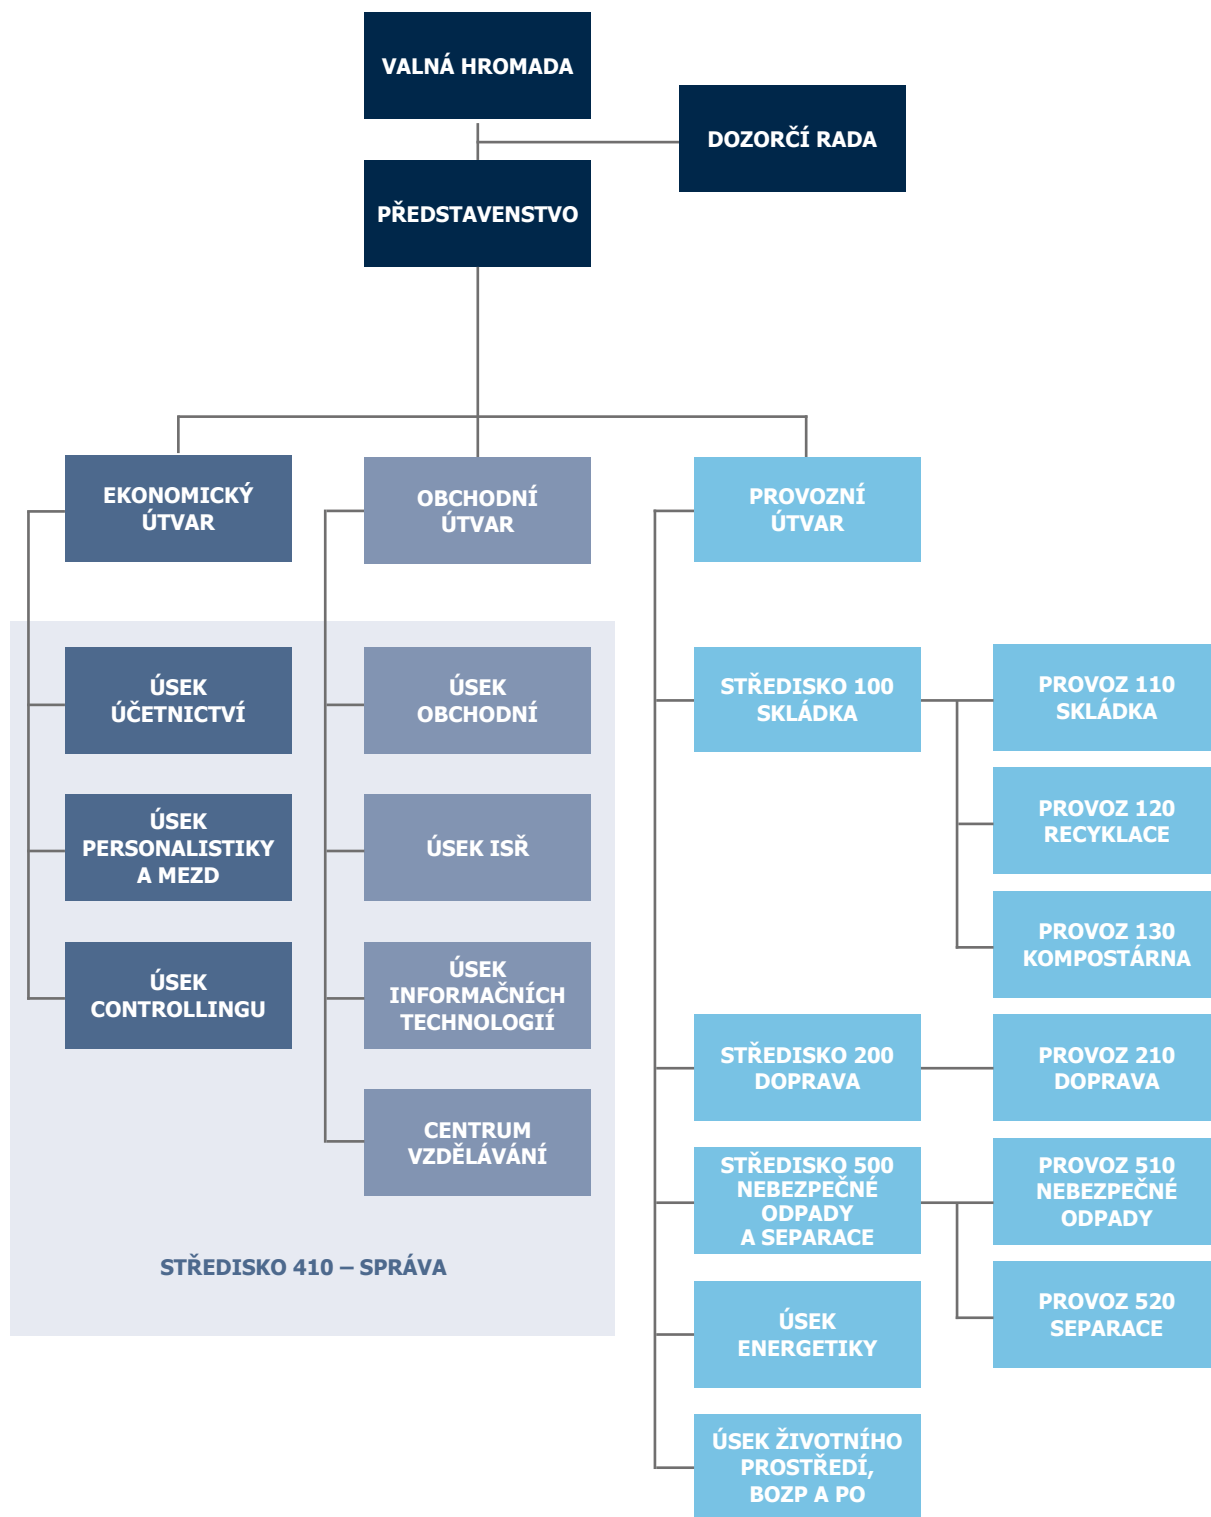 VALNÁ HROMADA
DOZORČÍ RADA
PŘEDSTAVENSTVO
EKONOMICKÝ
ÚTVAR
OBCHODNÍ
ÚTVAR
PROVOZNÍ
ÚTVAR
ÚSEK
ÚČETNICTVÍ
ÚSEK
PERSONALISTIKY
A MEZD
ÚSEK
CONTROLLINGU
ÚSEK
OBCHODNÍ
ÚSEK ISŘ
ÚSEK
INFORMAČNÍCH
TECHNOLOGIÍ
CENTRUM
VZDĚLÁVÁNÍ
STŘEDISKO 410 – SPRÁVA
STŘEDISKO 100
SKLÁDKA
PROVOZ 110
SKLÁDKA
PROVOZ 120
RECYKLACE
PROVOZ 130
KOMPOSTÁRNA
STŘEDISKO 200
DOPRAVA
PROVOZ 210
DOPRAVA
STŘEDISKO 500
NEBEZPEČNÉ
ODPADY
A SEPARACE
PROVOZ 510
NEBEZPEČNÉ
ODPADY
PROVOZ 520
SEPARACE
ÚSEK
ENERGETIKY
ÚSEK ŽIVOTNÍHO
PROSTŘEDÍ,
BOZP A PO